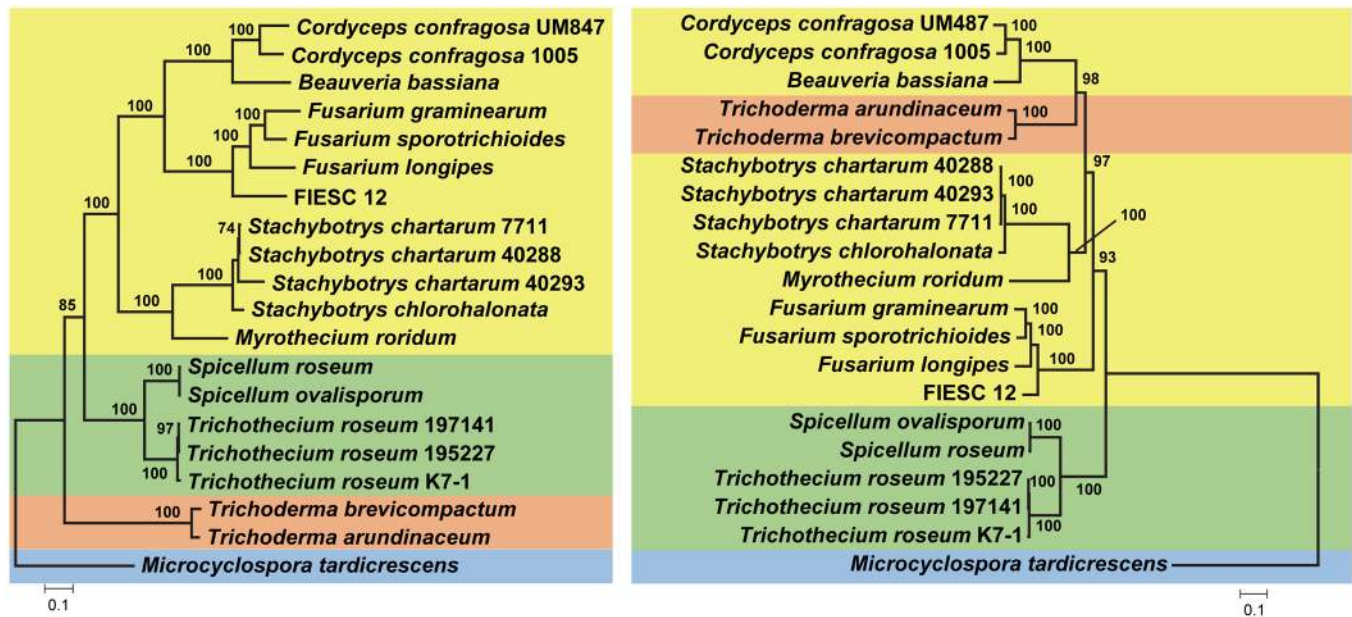 Cordyceps confragosa UM847
100
Cordyceps confragosa 1005
100
Beauveria bassiana
100
100
Fusarium graminearum
100
Fusarium sporotrichioides
100
Fusarium longipes
100
FIESC 12
100
Stachybotrys chartarum 7711
74
Stachybotrys chartarum 40288
Stachybotrys chartarum 40293
100
Stachybotrys chlorohalonata
100
Myrothecium roridum
85
Spicellum roseum
100
Spicellum ovalisporum
100
Trichothecium roseum 197141
97
Trichothecium roseum 195227
100
Trichothecium roseum K7-1
Trichoderma brevicompactum
100
Trichoderma arundinaceum
Microcyclospora tardicrescens
0.1
Cordyceps confragosa UM487
100
Cordyceps confragosa 1005
100
Beauveria bassiana
98
Trichoderma arundinaceum
100
Trichoderma brevicompactum
97
Stachybotrys chartarum 40288
100
Stachybotrys chartarum 40293
Stachybotrys chartarum 7711
100
100
Stachybotrys chlorohalonata
93
Myrothecium roridum
Fusarium graminearum
100
Fusarium sporotrichioides
100
Fusarium longipes
100
FIESC 12
Spicellum ovalisporum
100
Spicellum roseum
Trichothecium roseum 195227
100
100
Trichothecium roseum 197141
100
Trichothecium roseum K7-1
Microcyclospora tardicrescens
0.1